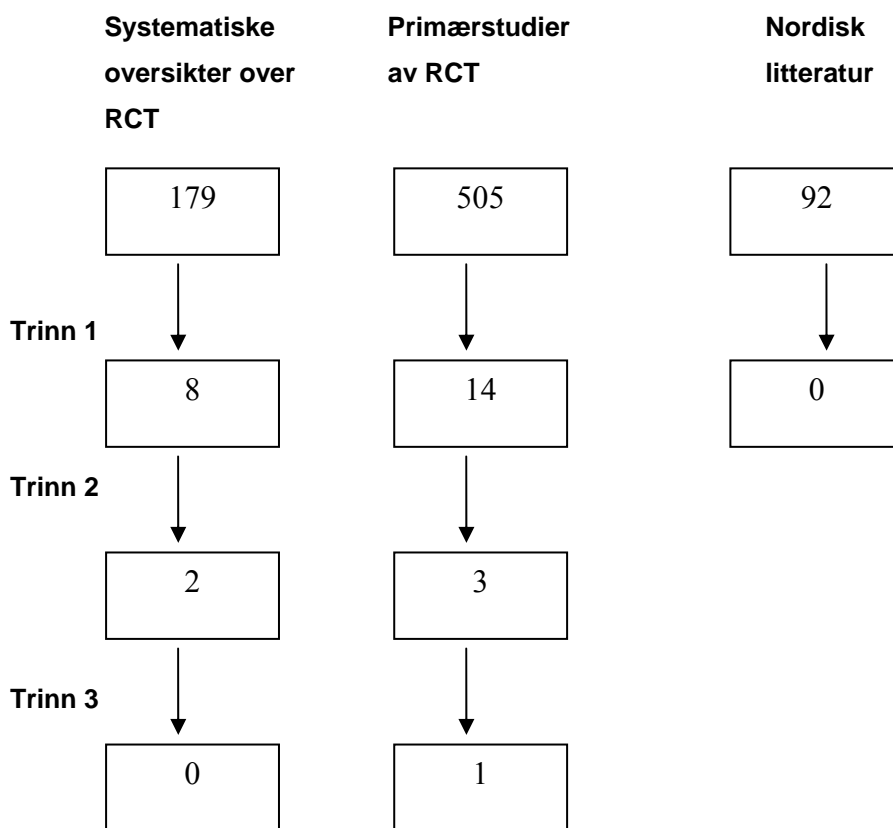 Systematiske
oversikter over
RCT
Primærstudier
av RCT
Nordisk
litteratur
179
505
92
Trinn 1
8
14
0
Trinn 2
2
3
Trinn 3
0
1